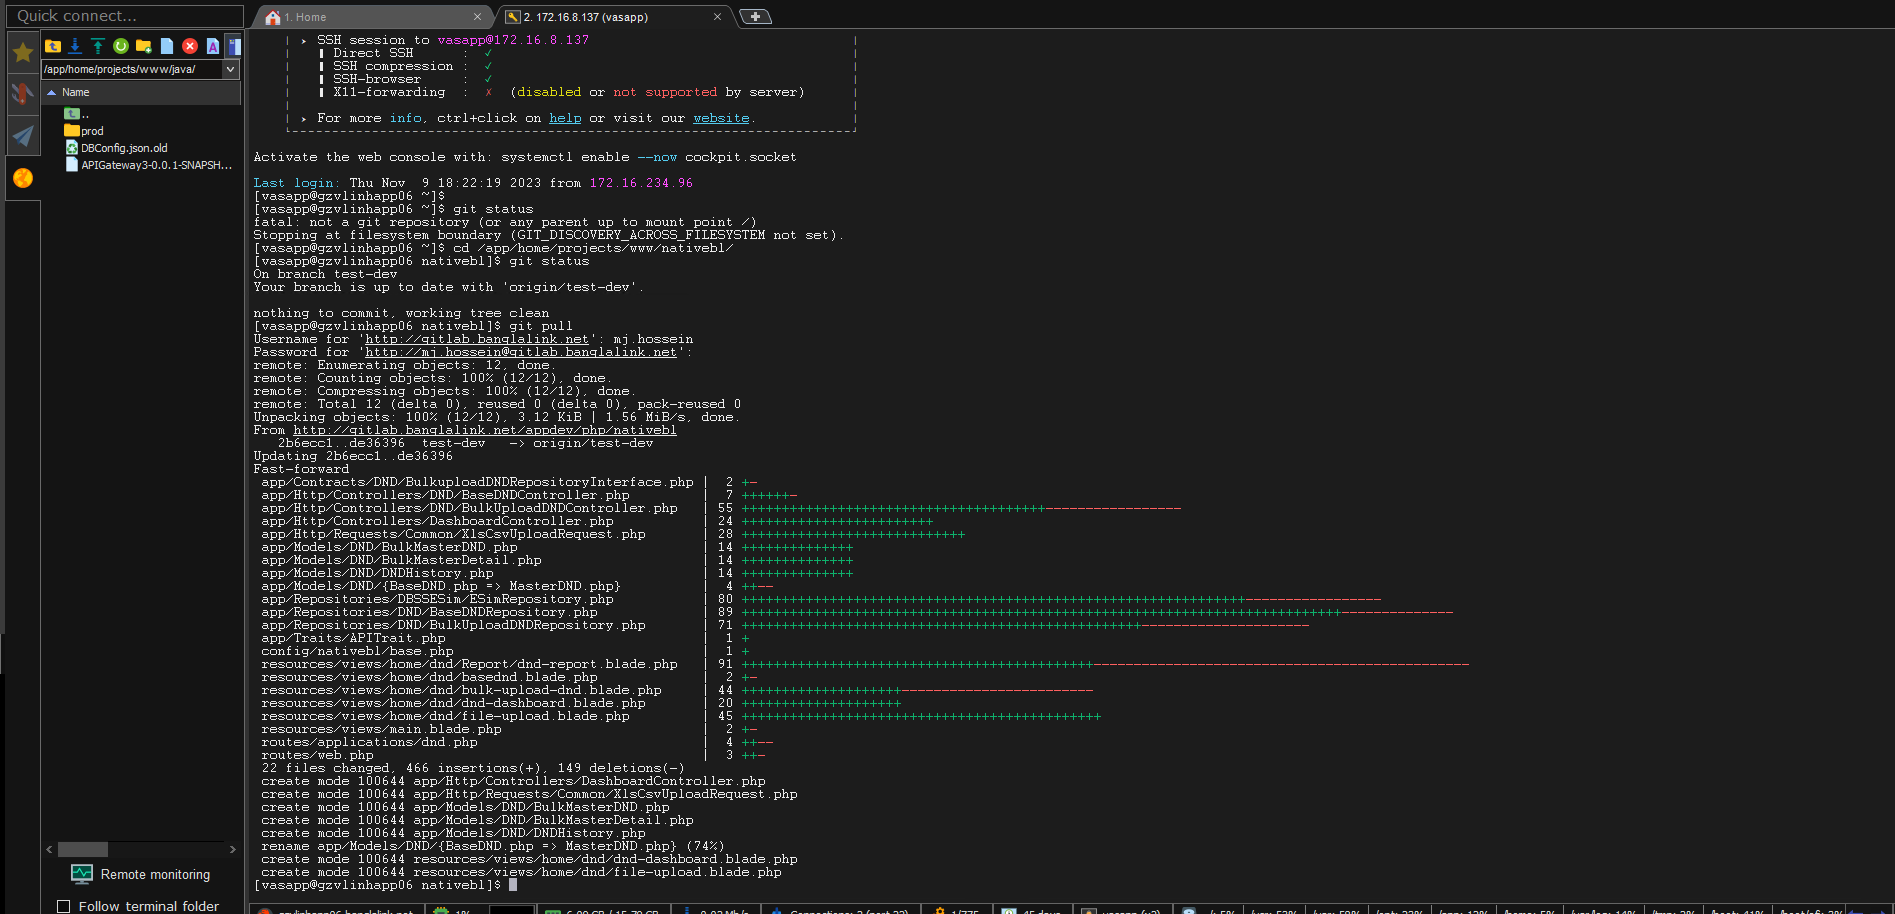 Quick connect...
1. Home
2. 172.16.8.137 (vasapp)
/app/home/projects/www/java/
Name
..
prod
DBConfig.json.old
APIGateway3-0.0.1-SNAPSH...
Remote monitoring
Follow terminal folder
▸ SSH session to vasapp@172.16.8.137
Direct SSH : ✓
SSH compression : ✓
SSH-browser : ✓
X11-forwarding : ✗ (disabled or not supported by server)
▸ For more info, ctrl+click on help or visit our website.
Activate the web console with: systemctl enable --now cockpit.socket
Last login: Thu Nov  9 18:22:19 2023 from 172.16.234.96
[vasapp@gzvlinhapp06 ~]$
[vasapp@gzvlinhapp06 ~]$ git status
fatal: not a git repository (or any parent up to mount point /)
Stopping at filesystem boundary (GIT_DISCOVERY_ACROSS_FILESYSTEM not set).
[vasapp@gzvlinhapp06 ~]$ cd /app/home/projects/www/nativebl/
[vasapp@gzvlinhapp06 nativebl]$ git status
On branch test-dev
Your branch is up to date with 'origin/test-dev'.
nothing to commit, working tree clean
[vasapp@gzvlinhapp06 nativebl]$ git pull
Username for 'http://gitlab.banglalink.net': mj.hossein
Password for 'http://mj.hossein@gitlab.banglalink.net':
remote: Enumerating objects: 12, done.
remote: Counting objects: 100% (12/12), done.
remote: Compressing objects: 100% (12/12), done.
remote: Total 12 (delta 0), reused 0 (delta 0), pack-reused 0
Unpacking objects: 100% (12/12), 3.12 KiB | 1.56 MiB/s, done.
From http://gitlab.banglalink.net/appdev/php/nativebl
2b6ecc1..de36396  test-dev   -> origin/test-dev
Updating 2b6ecc1..de36396
Fast-forward
app/Contracts/DND/BulkuploadDNDRepositoryInterface.php | 2 +-
app/Http/Controllers/DND/BaseDNDController.php | 7 ++++++-
app/Http/Controllers/DND/BulkUploadDNDController.php | 55 ++++++++++++++++++++++++++++++++++++++-----------------
app/Http/Controllers/DashboardController.php | 24 ++++++++++++++++++++++++
app/Http/Requests/Common/XlsCsvUploadRequest.php | 28 ++++++++++++++++++++++++++++
app/Models/DND/BulkMasterDND.php | 14 ++++++++++++++
app/Models/DND/BulkMasterDetail.php | 14 ++++++++++++++
app/Models/DND/DNDHistory.php | 14 ++++++++++++++
app/Models/DND/{BaseDND.php => MasterDND.php} | 4 ++--
app/Repositories/DBSSESim/ESimRepository.php | 80 +++++++++++++++++++++++++++++++++++++++++++++++++++++++++++++++-----------------
app/Repositories/DND/BaseDNDRepository.php | 89 +++++++++++++++++++++++++++++++++++++++++++++++++++++++++++++++++++++++++++--------------
app/Repositories/DND/BulkUploadDNDRepository.php | 71 ++++++++++++++++++++++++++++++++++++++++++++++++++---------------------
app/Traits/APITrait.php | 1 +
config/nativebl/base.php | 1 +
resources/views/home/dnd/Report/dnd-report.blade.php | 91 ++++++++++++++++++++++++++++++++++++++++++++-----------------------------------------------
resources/views/home/dnd/basednd.blade.php | 2 +-
resources/views/home/dnd/bulk-upload-dnd.blade.php | 44 ++++++++++++++++++++------------------------
resources/views/home/dnd/dnd-dashboard.blade.php | 20 ++++++++++++++++++++
resources/views/home/dnd/file-upload.blade.php | 45 +++++++++++++++++++++++++++++++++++++++++++++
resources/views/main.blade.php | 2 +-
routes/applications/dnd.php | 4 ++--
routes/web.php | 3 ++-
22 files changed, 466 insertions(+), 149 deletions(-)
create mode 100644 app/Http/Controllers/DashboardController.php
create mode 100644 app/Http/Requests/Common/XlsCsvUploadRequest.php
create mode 100644 app/Models/DND/BulkMasterDND.php
create mode 100644 app/Models/DND/BulkMasterDetail.php
create mode 100644 app/Models/DND/DNDHistory.php
rename app/Models/DND/{BaseDND.php => MasterDND.php} (74%)
create mode 100644 resources/views/home/dnd/dnd-dashboard.blade.php
create mode 100644 resources/views/home/dnd/file-upload.blade.php
[vasapp@gzvlinhapp06 nativebl]$